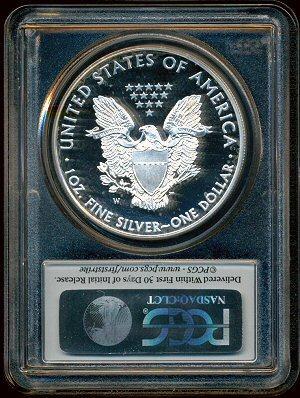 UNITED STATES OF AMERICA
W
1 OZ. FINE SILVER~ONE DOLLAR
Delivered Within First 30 Days of Initial Release.
©PCGS - www.pcgs.com/firststrike
PCGS
NASDAQ:CLCT